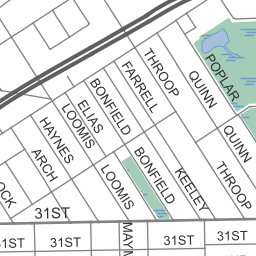 POPLAR
THROOP
QUINN
FARRELL
BONFIELD
ELIAS
LOOMIS
HAYNES
ARCH
QUINN
THROOP
KEELEY
BONFIELD
LOOMIS
OCK
31ST
31ST
31ST
31ST
31ST
MAYN